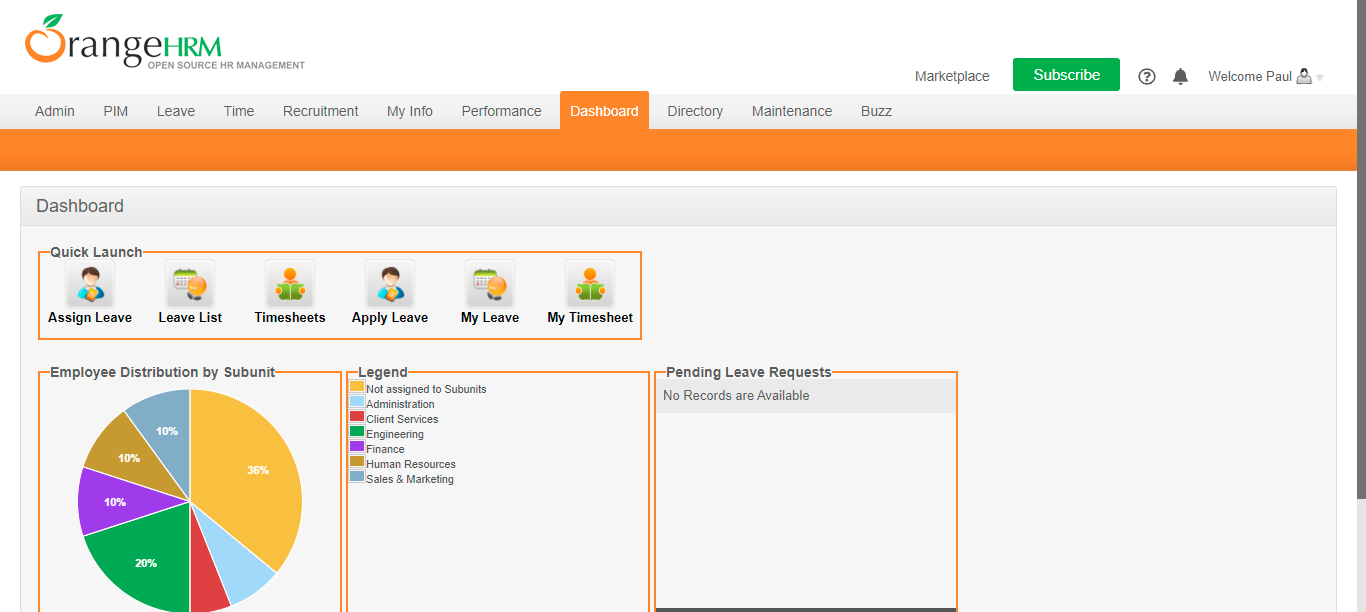 OrangeHRM
OPEN SOURCE HR MANAGEMENT
Marketplace Subscribe ? Welcome Paul
Admin PIM Leave Time Recruitment My Info Performance Dashboard Directory Maintenance Buzz
Dashboard
Quick Launch
Assign Leave Leave List Timesheets Apply Leave My Leave My Timesheet
Employee Distribution by Subunit
10%
36%
10%
10%
20%
Legend
Not assigned to Subunits
Administration
Client Services
Engineering
Finance
Human Resources
Sales & Marketing
Pending Leave Requests
No Records are Available